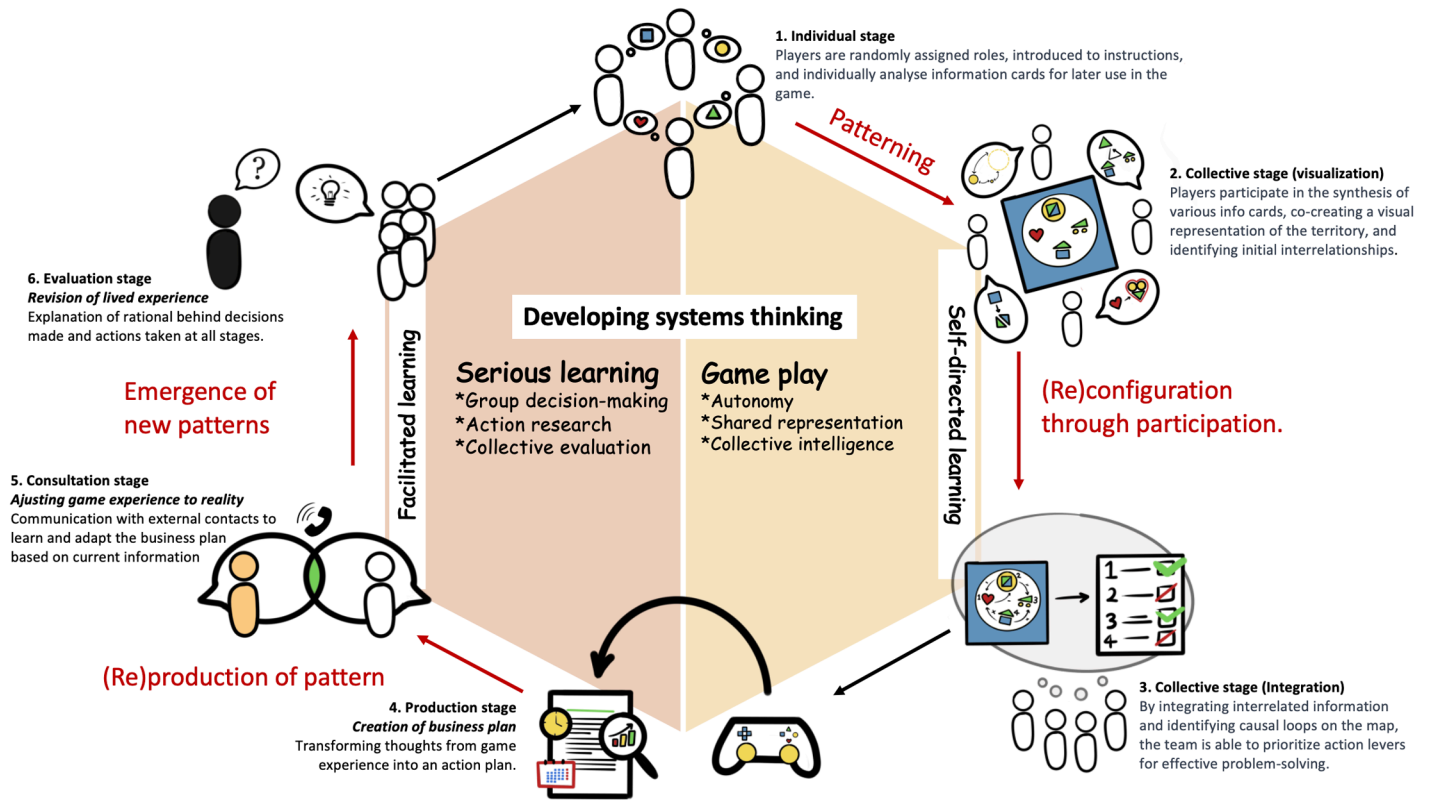 1. Individual stage
Players are randomly assigned roles, introduced to instructions,
and individually analyse information cards for later use in the
game.
Patterning
2. Collective stage (visualization)
Players participate in the synthesis of
various info cards, co-creating a visual
representation of the territory, and
identifying initial interrelationships.
?
6. Evaluation stage
Revision of lived experience
Explanation of rational behind decisions
made and actions taken at all stages.
Developing systems thinking
Facilitated learning
Serious learning
*Group decision-making
*Action research
*Collective evaluation
Game play
*Autonomy
*Shared representation
*Collective intelligence
Self-directed learning
Emergence of
new patterns
(Re)configuration
through participation.
5. Consultation stage
Ajusting game experience to reality
Communication with external contacts to
learn and adapt the business plan
based on current information
1
2
3
4
(Re)production of pattern
4. Production stage
Creation of business plan
Transforming thoughts from game
experience into an action plan.
3. Collective stage (Integration)
By integrating interrelated information
and identifying causal loops on the map,
the team is able to prioritize action levers
for effective problem-solving.